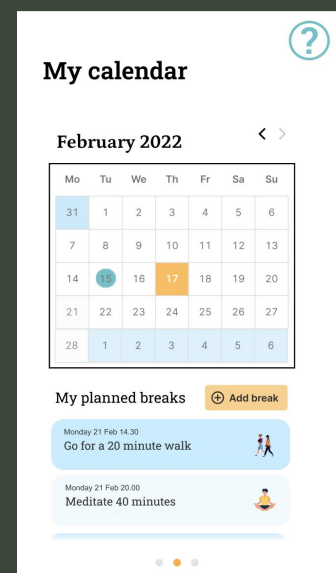 ?
My calendar
February 2022 < >
Mo Tu We Th Fr Sa Su
31 1 2 3 4 5 6
7 8 9 10 11 12 13
14 15 16 17 18 19 20
21 22 23 24 25 26 27
28 1 2 3 4 5 6
My planned breaks Add break
Monday 21 Feb 14.30
Go for a 20 minute walk
Monday 21 Feb 20.00
Meditate 40 minutes